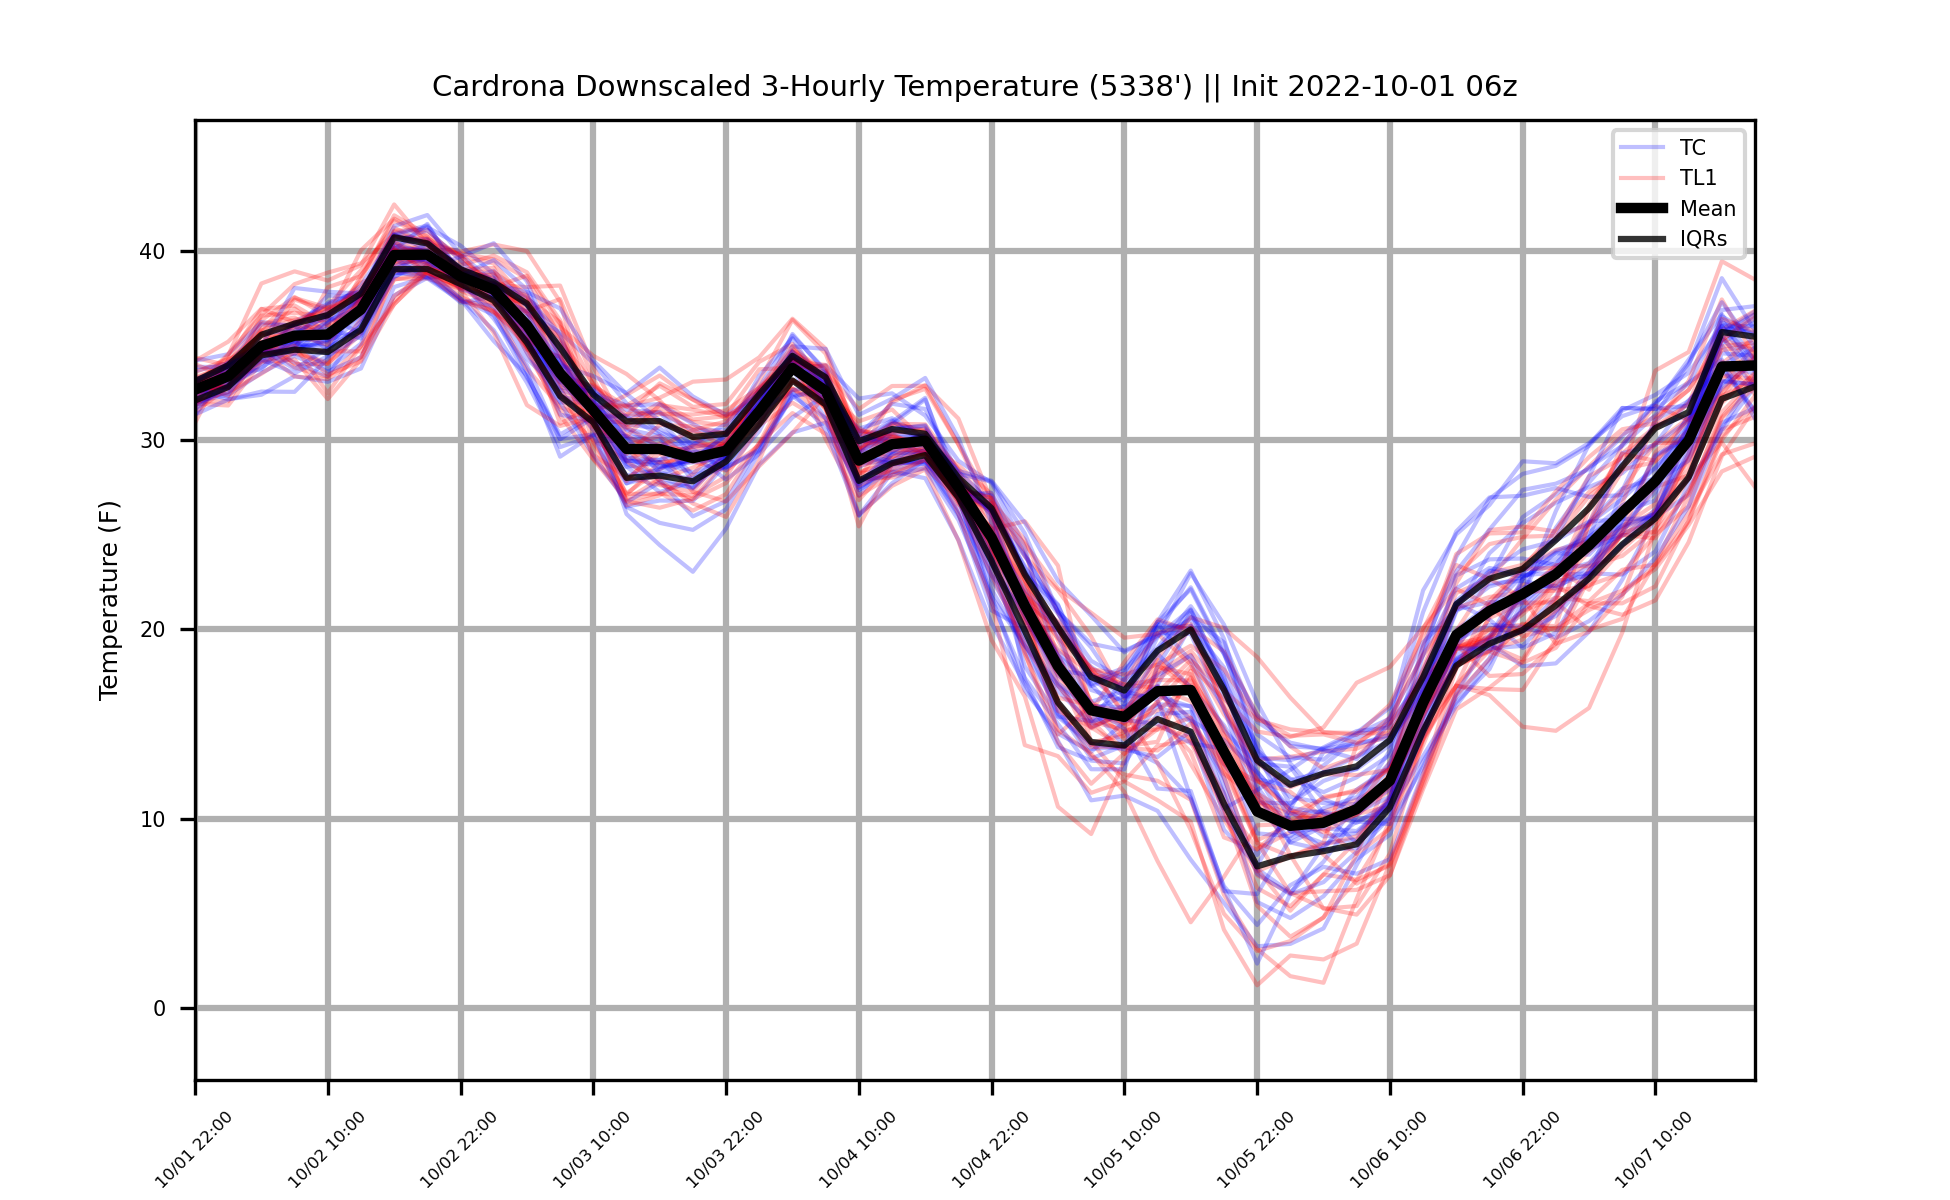 Cardrona Downscaled 3-Hourly Temperature (5338') || Init 2022-10-01 06z
TC
TL1
Mean
IQRs
Temperature (F)
40
30
20
10
0
10/01 22:00
10/02 10:00
10/02 22:00
10/03 10:00
10/03 22:00
10/04 10:00
10/04 22:00
10/05 10:00
10/05 22:00
10/06 10:00
10/06 22:00
10/07 10:00